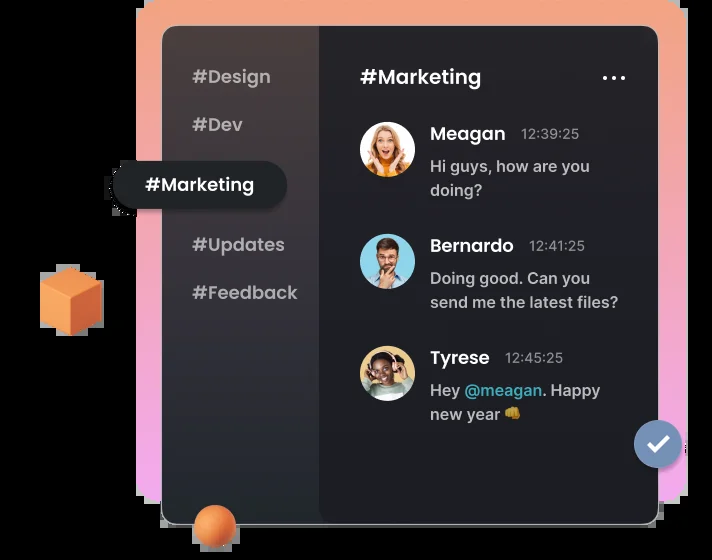 #Design
#Dev
#Marketing
#Updates
#Feedback
#Marketing
Meagan 12:39:25
Hi guys, how are you
doing?
Bernardo 12:41:25
Doing good. Can you
send me the latest files?
Tyrese 12:45:25
Hey @meagan. Happy
new year 👊